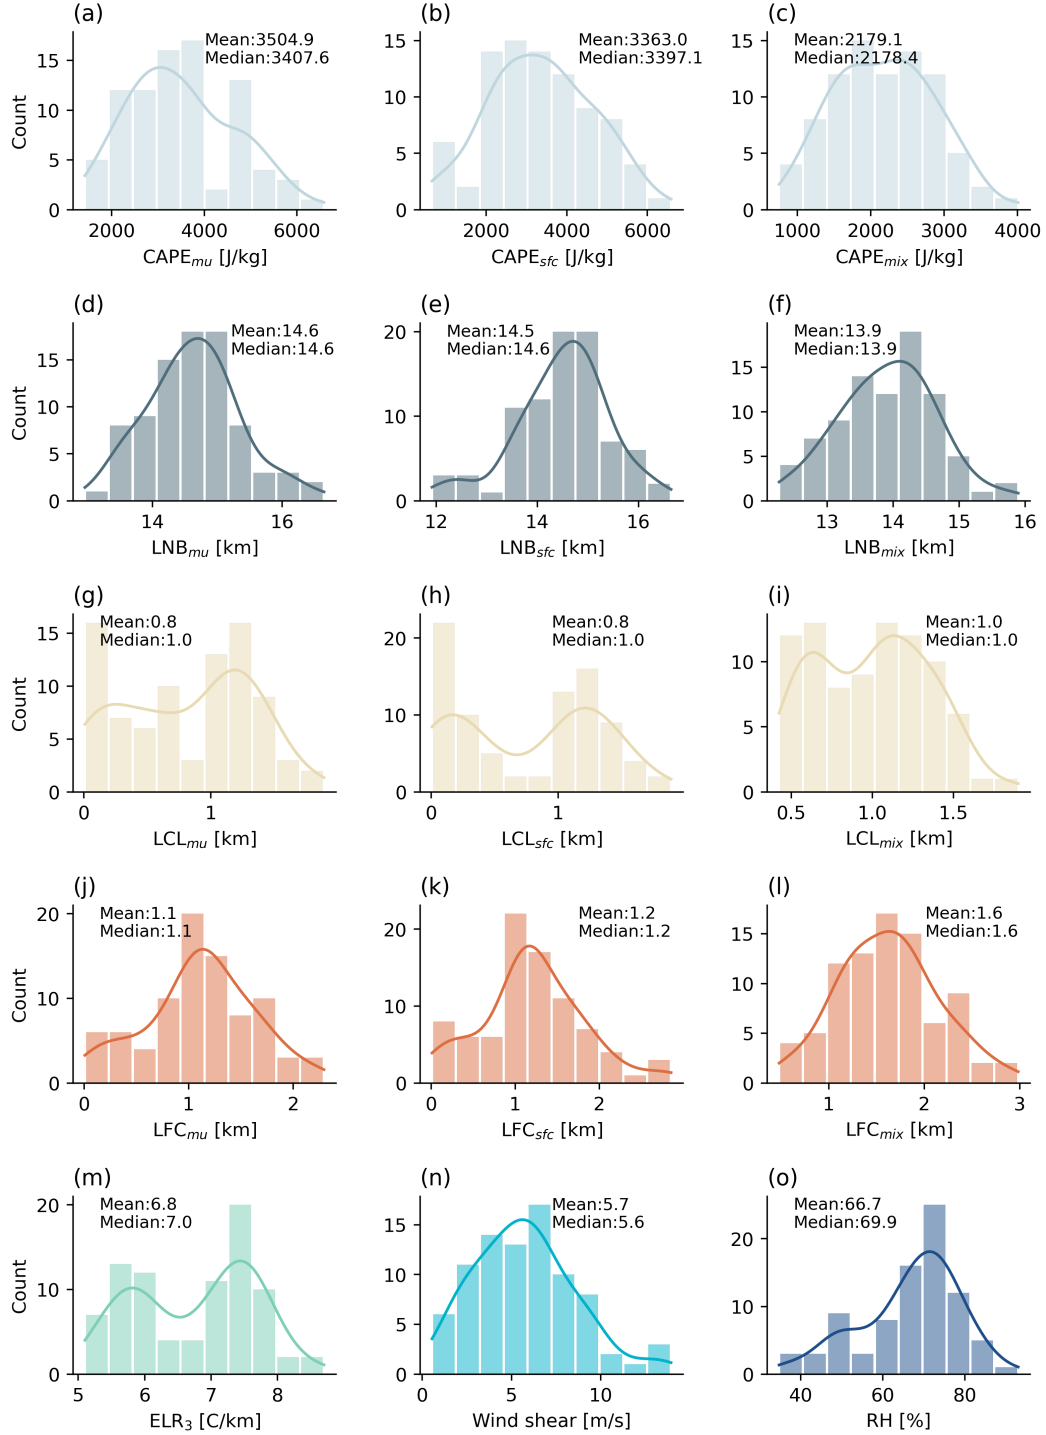 (a)
Mean:3504.9
Median:3407.6
15
10
5
0
Count
2000
4000
6000
CAPEmu [J/kg]
(b)
Mean:3363.0
Median:3397.1
15
10
5
0
2000
4000
6000
CAPEsfc [J/kg]
(c)
Mean:2179.1
Median:2178.4
15
10
5
0
1000
2000
3000
4000
CAPEmix [J/kg]
(d)
Mean:14.6
Median:14.6
15
10
5
0
Count
14
16
LNBmu [km]
(e)
Mean:14.5
Median:14.6
20
10
0
12
14
16
LNBsfc [km]
(f)
Mean:13.9
Median:13.9
15
10
5
0
13
14
15
16
LNBmix [km]
(g)
Mean:0.8
Median:1.0
15
10
5
0
Count
0
1
LCLmu [km]
(h)
Mean:0.8
Median:1.0
20
10
0
0
1
LCLsfc [km]
(i)
Mean:1.0
Median:1.0
10
5
0
0.5
1.0
1.5
LCLmix [km]
(j)
Mean:1.1
Median:1.1
20
10
0
Count
0
1
2
LFCmu [km]
(k)
Mean:1.2
Median:1.2
20
10
0
0
1
2
LFCsfc [km]
(l)
Mean:1.6
Median:1.6
15
10
5
0
1
2
3
LFCmix [km]
(m)
Mean:6.8
Median:7.0
20
10
0
Count
5
6
7
8
ELR3 [C/km]
(n)
Mean:5.7
Median:5.6
15
10
5
0
0
5
10
Wind shear [m/s]
(o)
Mean:66.7
Median:69.9
20
10
0
40
60
80
RH [%]